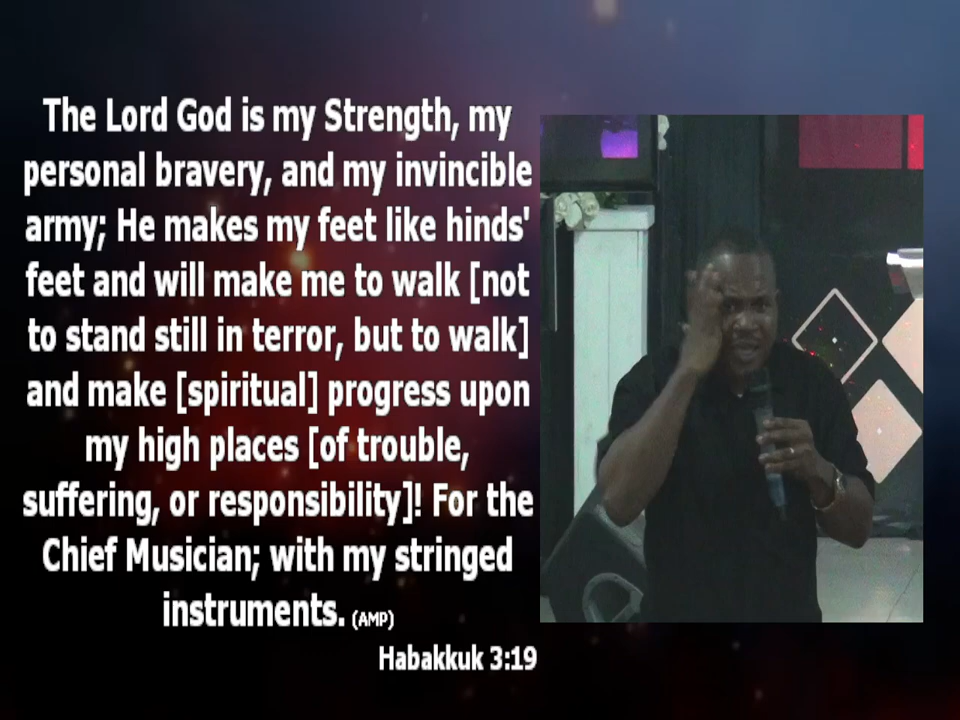 The Lord God is my Strength, my
personal bravery, and my invincible
army; He makes my feet like hinds'
feet and will make me to walk [not
to stand still in terror, but to walk]
and make [spiritual] progress upon
my high places [of trouble,
suffering, or responsibility]! For the
Chief Musician; with my stringed
instruments. (AMP)
Habakkuk 3:19